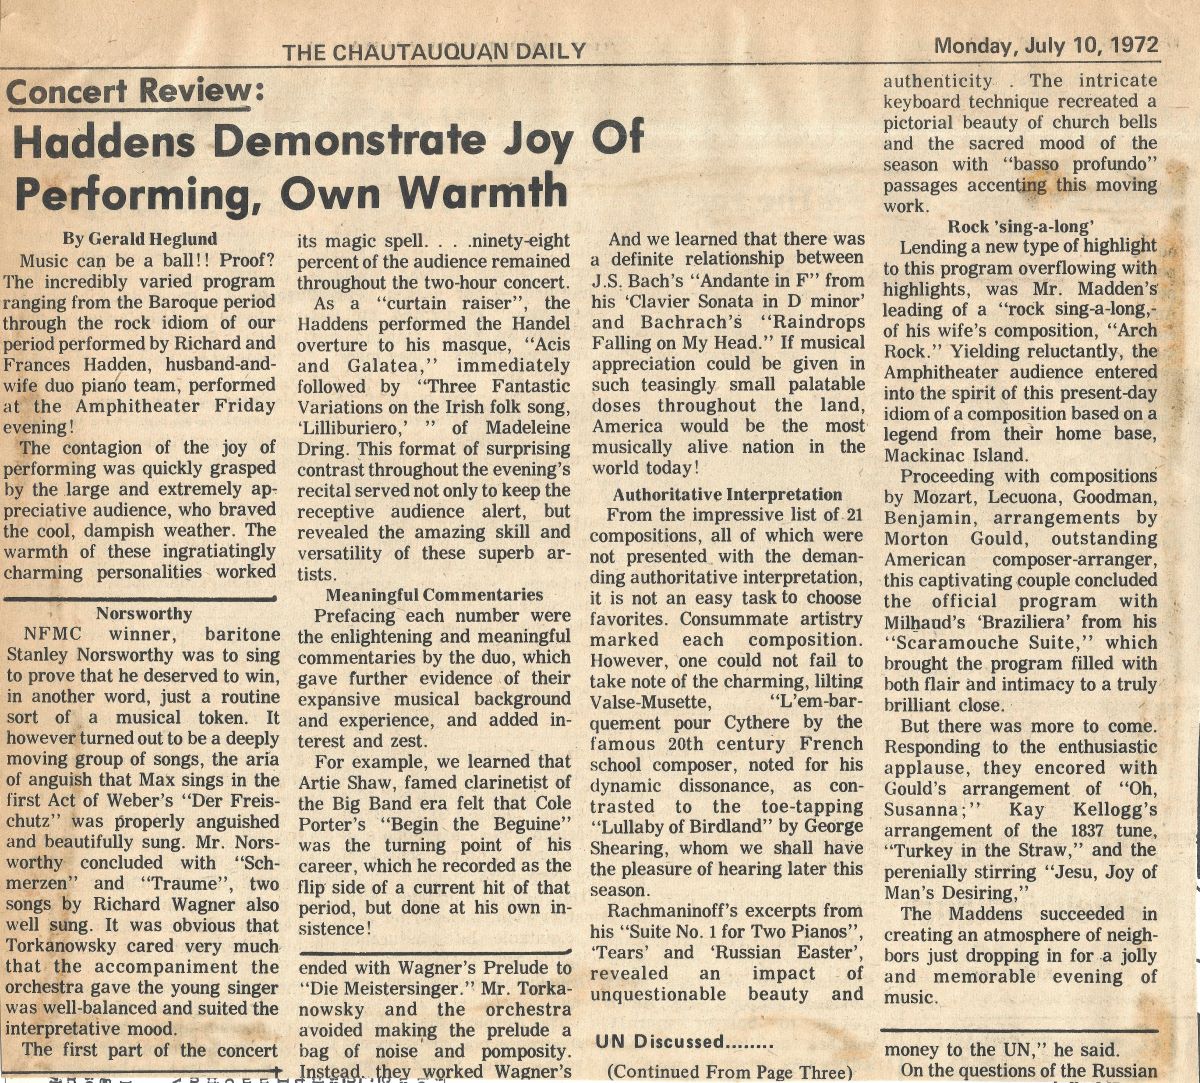 THE CHAUTAUQUAN DAILY
Monday, July 10, 1972
Concert Review:
Haddens Demonstrate Joy Of
Performing, Own Warmth
By Gerald Heglund
Music can be a ball!! Proof?
The incredibly varied program
ranging from the Baroque period
through the rock idiom of our
period performed by Richard and
Frances Hadden, husband-and-
wife duo piano team, performed
at the Amphitheater Friday
evening!
The contagion of the joy of
performing was quickly grasped
by the large and extremely ap-
preciative audience, who braved
the cool, dampish weather. The
warmth of these ingratiatingly
charming personalities worked
its magic spell. . . .ninety-eight
percent of the audience remained
throughout the two-hour concert.
As a "curtain raiser", the
Haddens performed the Handel
overture to his masque, "Acis
and Galatea," immediately
followed by "Three Fantastic
Variations on the Irish folk song,
'Lilliburiero,' " of Madeleine
Dring. This format of surprising
contrast throughout the evening's
recital served not only to keep the
receptive audience alert, but
revealed the amazing skill and
versatility of these superb ar-
tists.
Meaningful Commentaries
Prefacing each number were
the enlightening and meaningful
commentaries by the duo, which
gave further evidence of their
expansive musical background
and experience, and added in-
terest and zest.
For example, we learned that
Artie Shaw, famed clarinetist of
the Big Band era felt that Cole
Porter's "Begin the Beguine"
was the turning point of his
career, which he recorded as the
flip side of a current hit of that
period, but done at his own in-
sistence!
And we learned that there was
a definite relationship between
J.S. Bach's "Andante in F" from
his 'Clavier Sonata in D minor'
and Bachrach's "Raindrops
Falling on My Head." If musical
appreciation could be given in
such teasingly small palatable
doses throughout the land,
America would be the most
musically alive nation in the
world today!
Authoritative Interpretation
From the impressive list of 21
compositions, all of which were
not presented with the deman-
ding authoritative interpretation,
it is not an easy task to choose
favorites. Consummate artistry
marked each composition.
However, one could not fail to
take note of the charming, lilting
Valse-Musette, "L'em-bar-
quement pour Cythere by the
famous 20th century French
school composer, noted for his
dynamic dissonance, as con-
trasted to the toe-tapping
"Lullaby of Birdland" by George
Shearing, whom we shall have
the pleasure of hearing later this
season.
Rachmaninoff's excerpts from
his "Suite No. 1 for Two Pianos",
'Tears' and 'Russian Easter',
revealed an impact of
unquestionable beauty and
authenticity . The intricate
keyboard technique recreated a
pictorial beauty of church bells
and the sacred mood of the
season with "basso profundo"
passages accenting this moving
work.
Rock 'sing-a-long'
Lending a new type of highlight
to this program overflowing with
highlights, was Mr. Madden's
leading of a "rock sing-a-long,-
of his wife's composition, "Arch
Rock." Yielding reluctantly, the
Amphitheater audience entered
into the spirit of this present-day
idiom of a composition based on a
legend from their home base,
Mackinac Island.
Proceeding with compositions
by Mozart, Lecuona, Goodman,
Benjamin, arrangements by
Morton Gould, outstanding
American composer-arranger,
this captivating couple concluded
the official program with
Milhaud's 'Braziliera' from his
"Scaramouche Suite," which
brought the program filled with
both flair and intimacy to a truly
brilliant close.
But there was more to come.
Responding to the enthusiastic
applause, they encored with
Gould's arrangement of "Oh,
Susanna;" Kay Kellogg's
arrangement of the 1837 tune,
"Turkey in the Straw," and the
perenially stirring "Jesu, Joy of
Man's Desiring,"
The Maddens succeeded in
creating an atmosphere of neigh-
bors just dropping in for a jolly
and memorable evening of
music.
Norsworthy
NFMC winner, baritone
Stanley Norsworthy was to sing
to prove that he deserved to win,
in another word, just a routine
sort of a musical token. It
however turned out to be a deeply
moving group of songs, the aria
of anguish that Max sings in the
first Act of Weber's "Der Freis-
chutz" was properly anguished
and beautifully sung. Mr. Nors-
worthy concluded with "Sch-
merzen" and "Traume", two
songs by Richard Wagner also
well sung. It was obvious that
Torkanowsky cared very much
that the accompaniment the
orchestra gave the young singer
was well-balanced and suited the
interpretative mood.
The first part of the concert
ended with Wagner's Prelude to
"Die Meistersinger." Mr. Torka-
nowsky and the orchestra
avoided making the prelude a
bag of noise and pomposity.
Instead, they worked Wagner's
UN Discussed........
(Continued From Page Three)
money to the UN," he said.
On the questions of the Russian